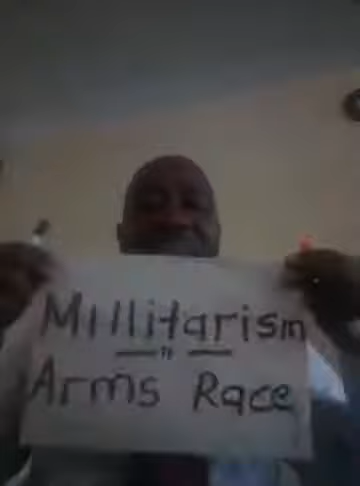 Millitarism
— " —
Arms Race